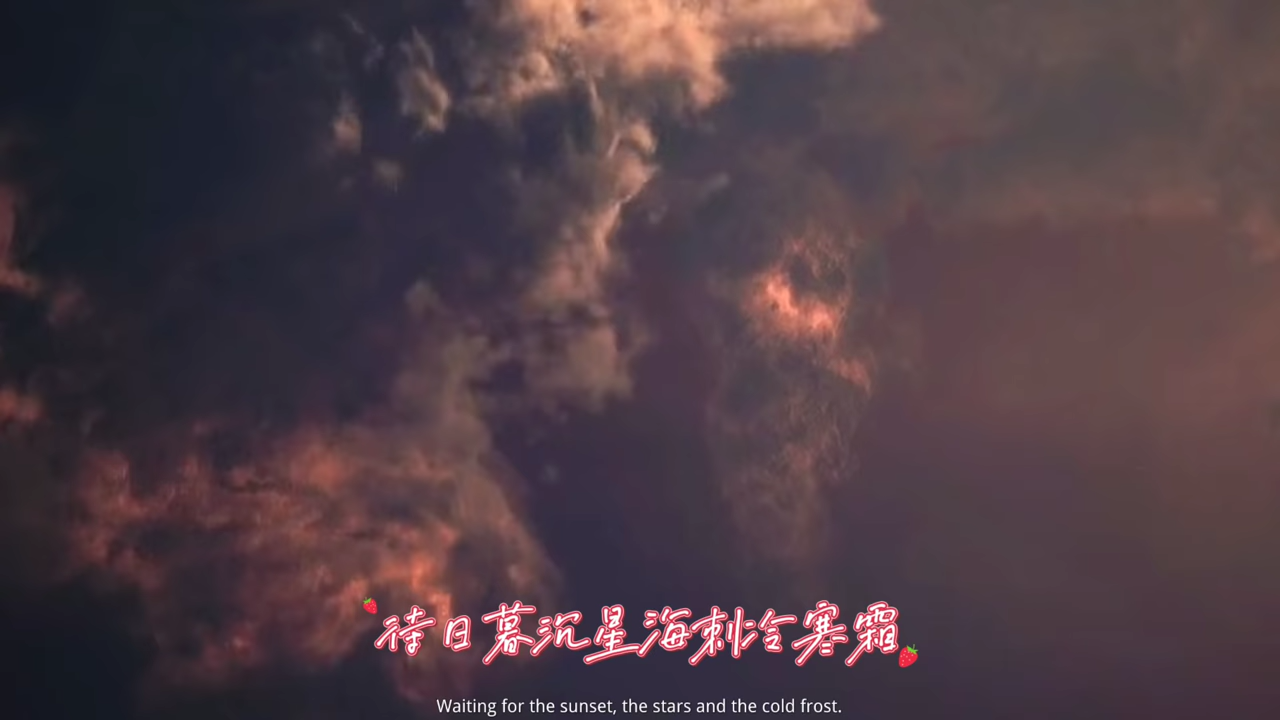 待日暮沉星海刺冷寒霜
Waiting for the sunset, the stars and the cold frost.